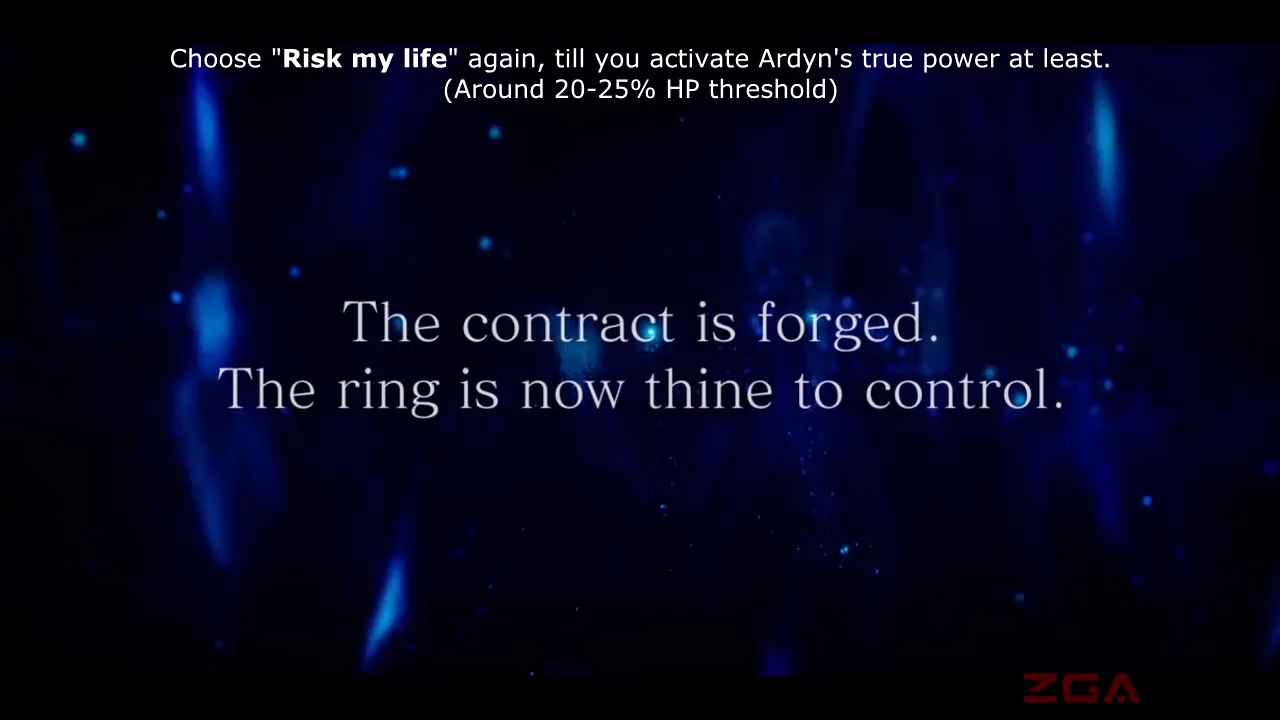 Choose "Risk my life" again, till you activate Ardyn's true power at least.
(Around 20-25% HP threshold)
The contract is forged.
The ring is now thine to control.
ZGA